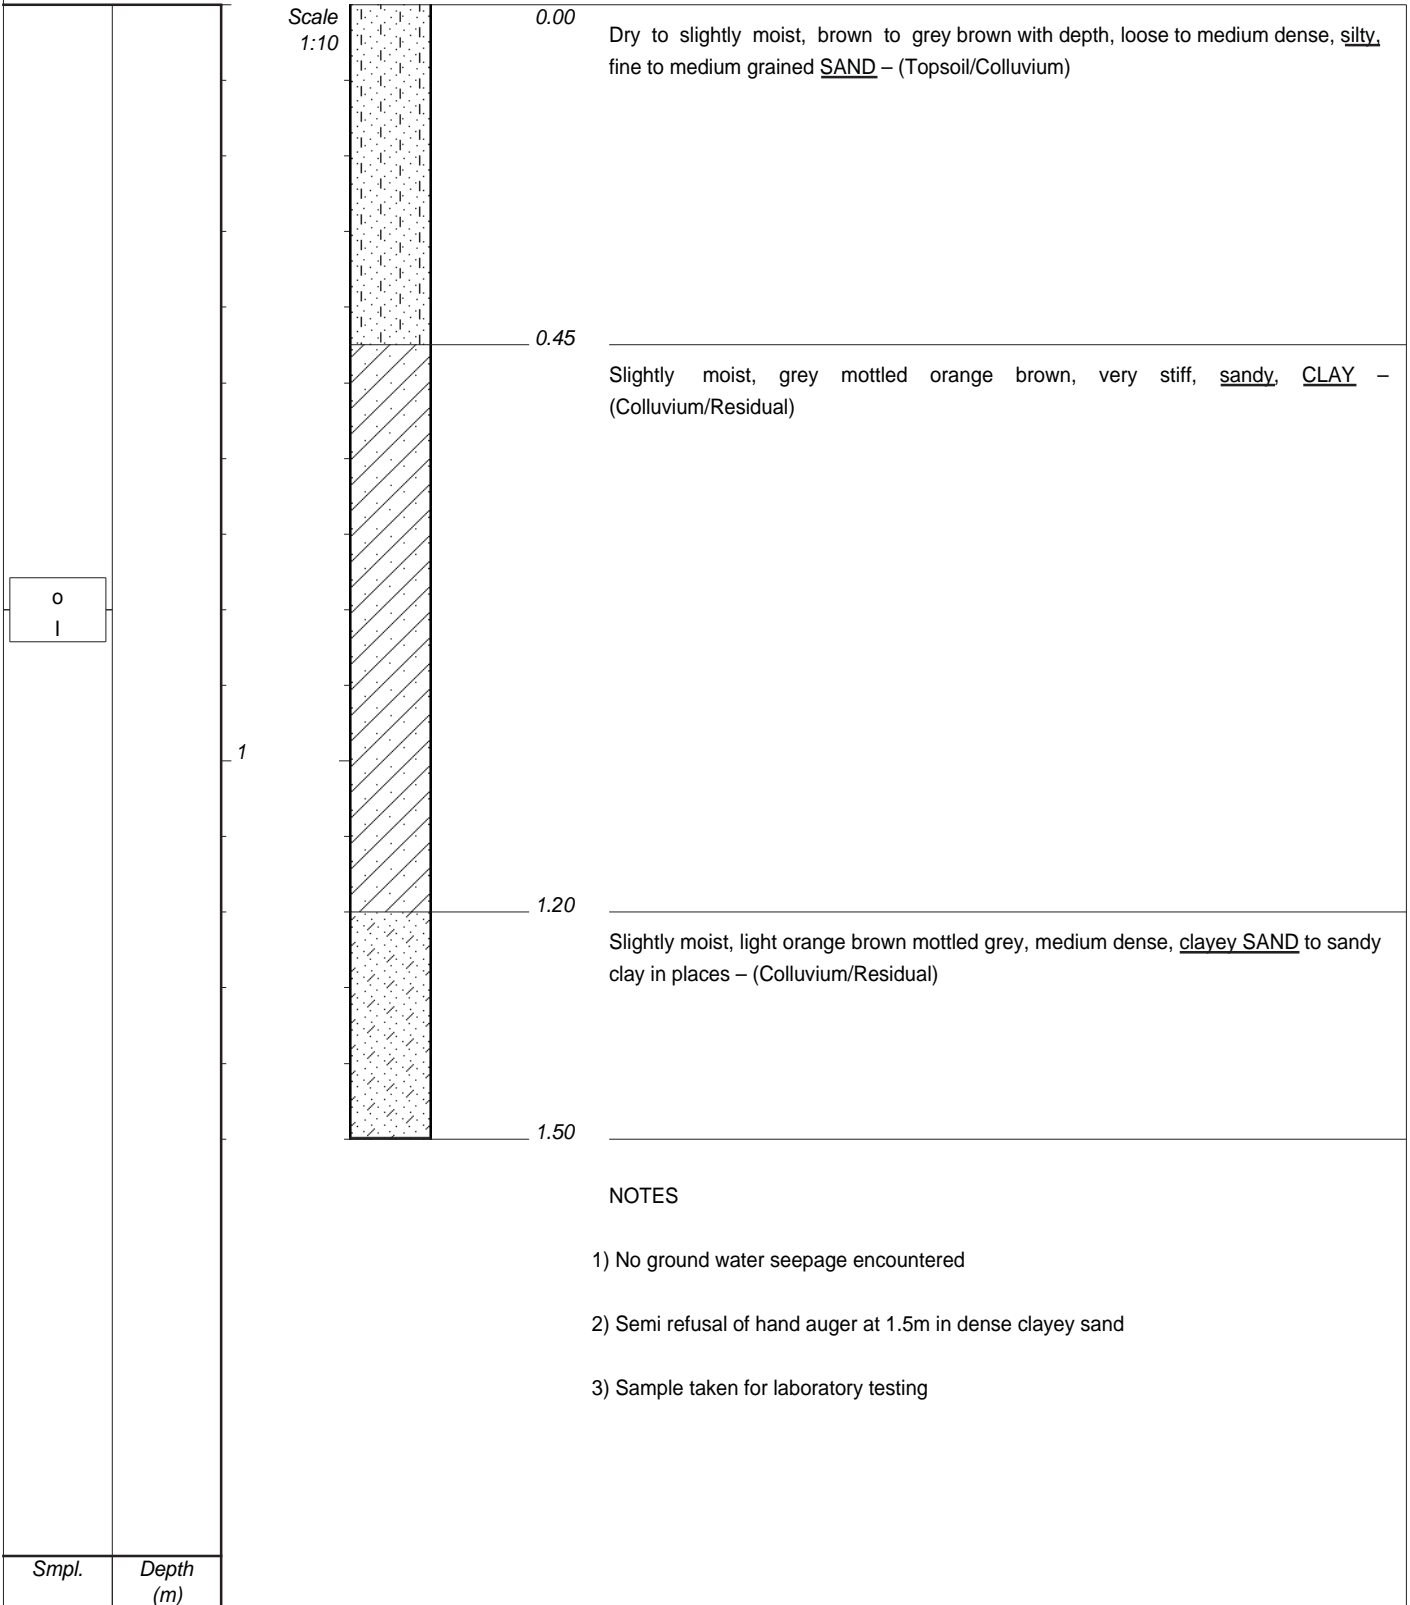 Scale
1:10
0.00
Dry to slightly moist, brown to grey brown with depth, loose to medium dense, silty,
fine to medium grained SAND – (Topsoil/Colluvium)
0.45
Slightly moist, grey mottled orange brown, very stiff, sandy, CLAY –
(Colluvium/Residual)
o
I
1
1.20
Slightly moist, light orange brown mottled grey, medium dense, clayey SAND to sandy
clay in places – (Colluvium/Residual)
1.50
NOTES
1) No ground water seepage encountered
2) Semi refusal of hand auger at 1.5m in dense clayey sand
3) Sample taken for laboratory testing
Smpl.
Depth
(m)